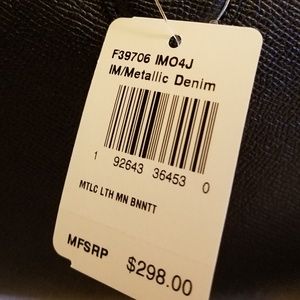 F39706 IMO4J
IM/Metallic Denim
1 92643 36453 0
MTLC LTH MN BNNTT
MFSRP $298.00